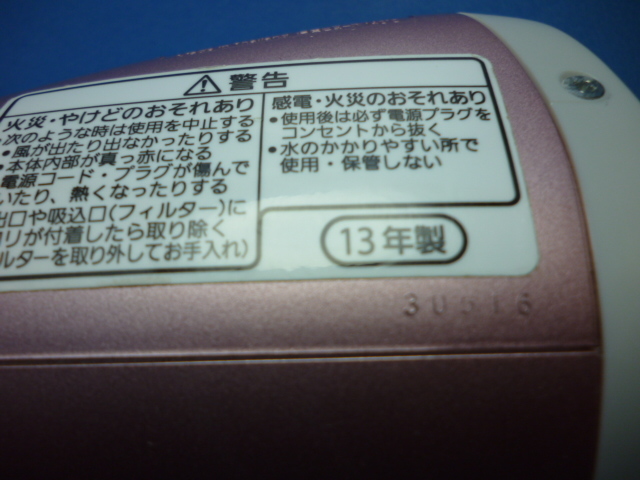 警告
火災・やけどのおそれあり
次のような時は使用を中止する
・風が出たり出なかったりする
・本体内部が真っ赤になる
電源コード・プラグが傷んで
いたり、熱くなったりする
出口や吸込口(フィルター)に
リが付着したら取り除く
ルターを取り外してお手入れ)
感電・火災のおそれあり
・使用後は必ず電源プラグを
コンセントから抜く
・水のかかりやすい所で
使用・保管しない
13年製
30516